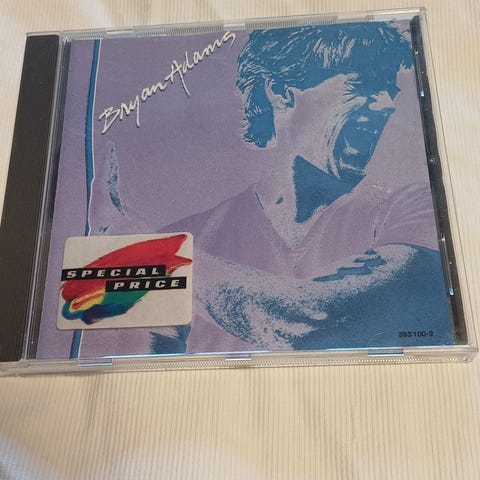 Bryan Adams
SPECIAL
PRICE
393100-2